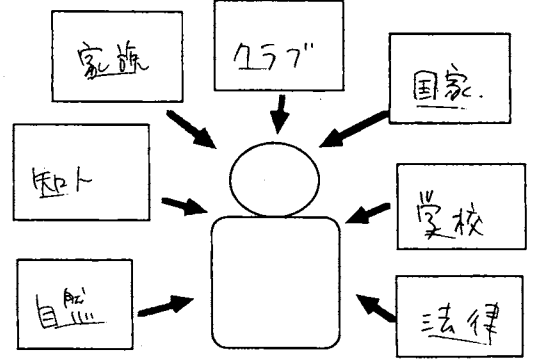 家族
クラブ
国家.
知人
学校
自然
法律